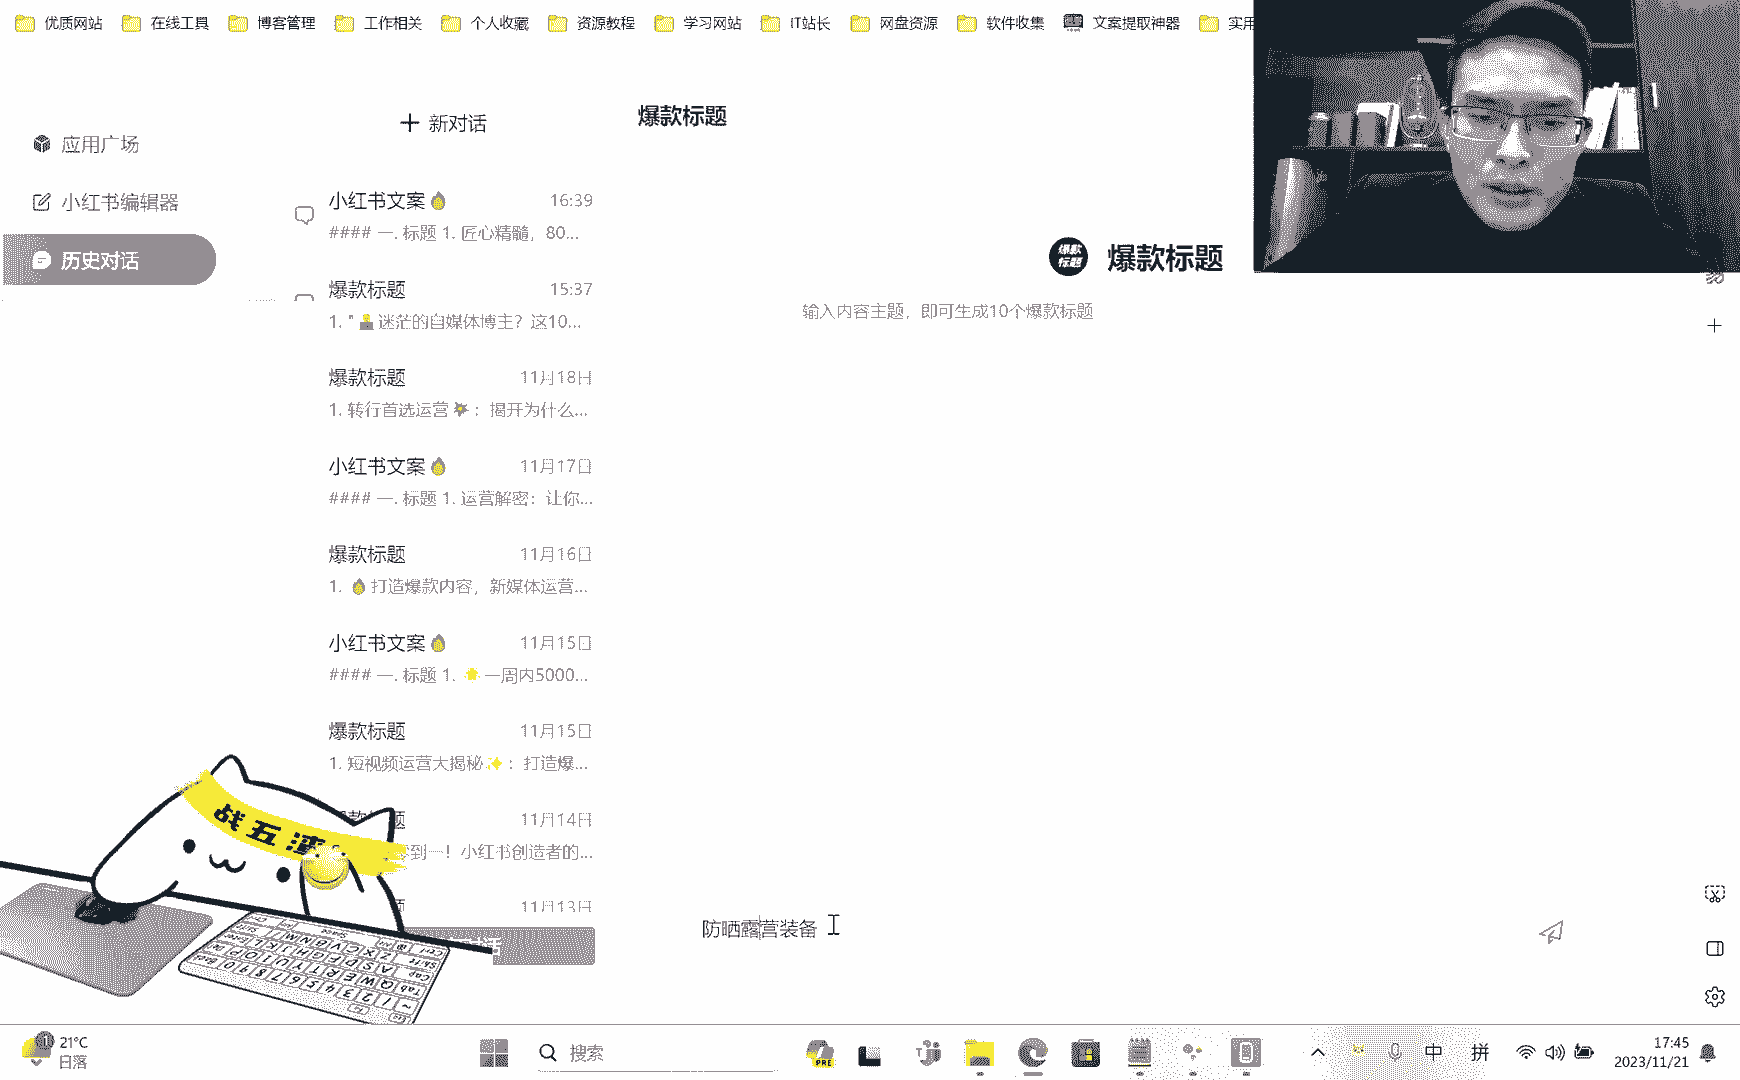 优质网站 在线工具 博客管理 工作相关 个人收藏 资源教程 学习网站 IT站长 网盘资源 软件收集 文案提取神器 实用
应用广场
小红书编辑器
历史对话
+ 新对话
小红书文案 16:39
#### 一. 标题 1. 匠心精髓，80...
爆款标题 15:37
1. "迷茫的自媒体博主？这10...
爆款标题 11月18日
1. 转行首选运营：揭开为什么...
小红书文案 11月17日
#### 一. 标题 1. 运营解密：让你...
爆款标题 11月16日
1. 打造爆款内容，新媒体运营...
小红书文案 11月15日
#### 一. 标题 1. 一周内5000...
爆款标题 11月15日
1. 短视频运营大揭秘：打造爆...
题 11月14日
到一！小红书创造者的...
11月13日
话
战五渣
爆款标题
爆款标题
爆款标题
输入内容主题，即可生成10个爆款标题
防晒露营装备
21°C
日落
搜索
PRE
中 拼
17:45
2023/11/21